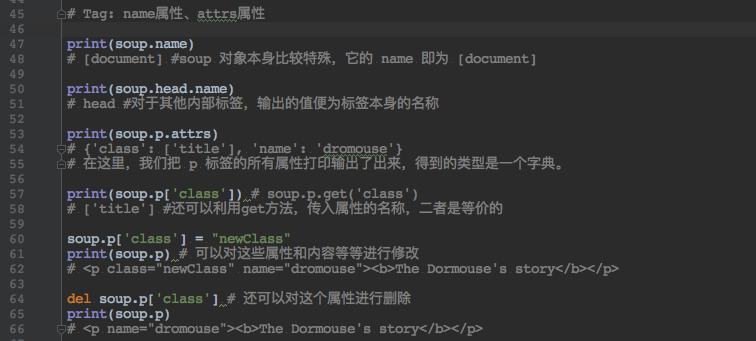 45 # Tag：name属性、attrs属性
46
47 print(soup.name)
48 # [document] #soup 对象本身比较特殊，它的 name 即为 [document]
49
50 print(soup.head.name)
51 # head #对于其他内部标签，输出的值便为标签本身的名称
52
53 print(soup.p.attrs)
54 # {'class': ['title'], 'name': 'dromouse'}
55 # 在这里，我们把 p 标签的所有属性打印输出了出来，得到的类型是一个字典。
56
57 print(soup.p['class']) # soup.p.get('class')
58 # ['title'] #还可以利用get方法，传入属性的名称，二者是等价的
59
60 soup.p['class'] = "newClass"
61 print(soup.p) # 可以对这些属性和内容等等进行修改
62 # <p class="newClass" name="dromouse"><b>The Dormouse's story</b></p>
63
64 del soup.p['class'] # 还可以对这个属性进行删除
65 print(soup.p)
66 # <p name="dromouse"><b>The Dormouse's story</b></p>